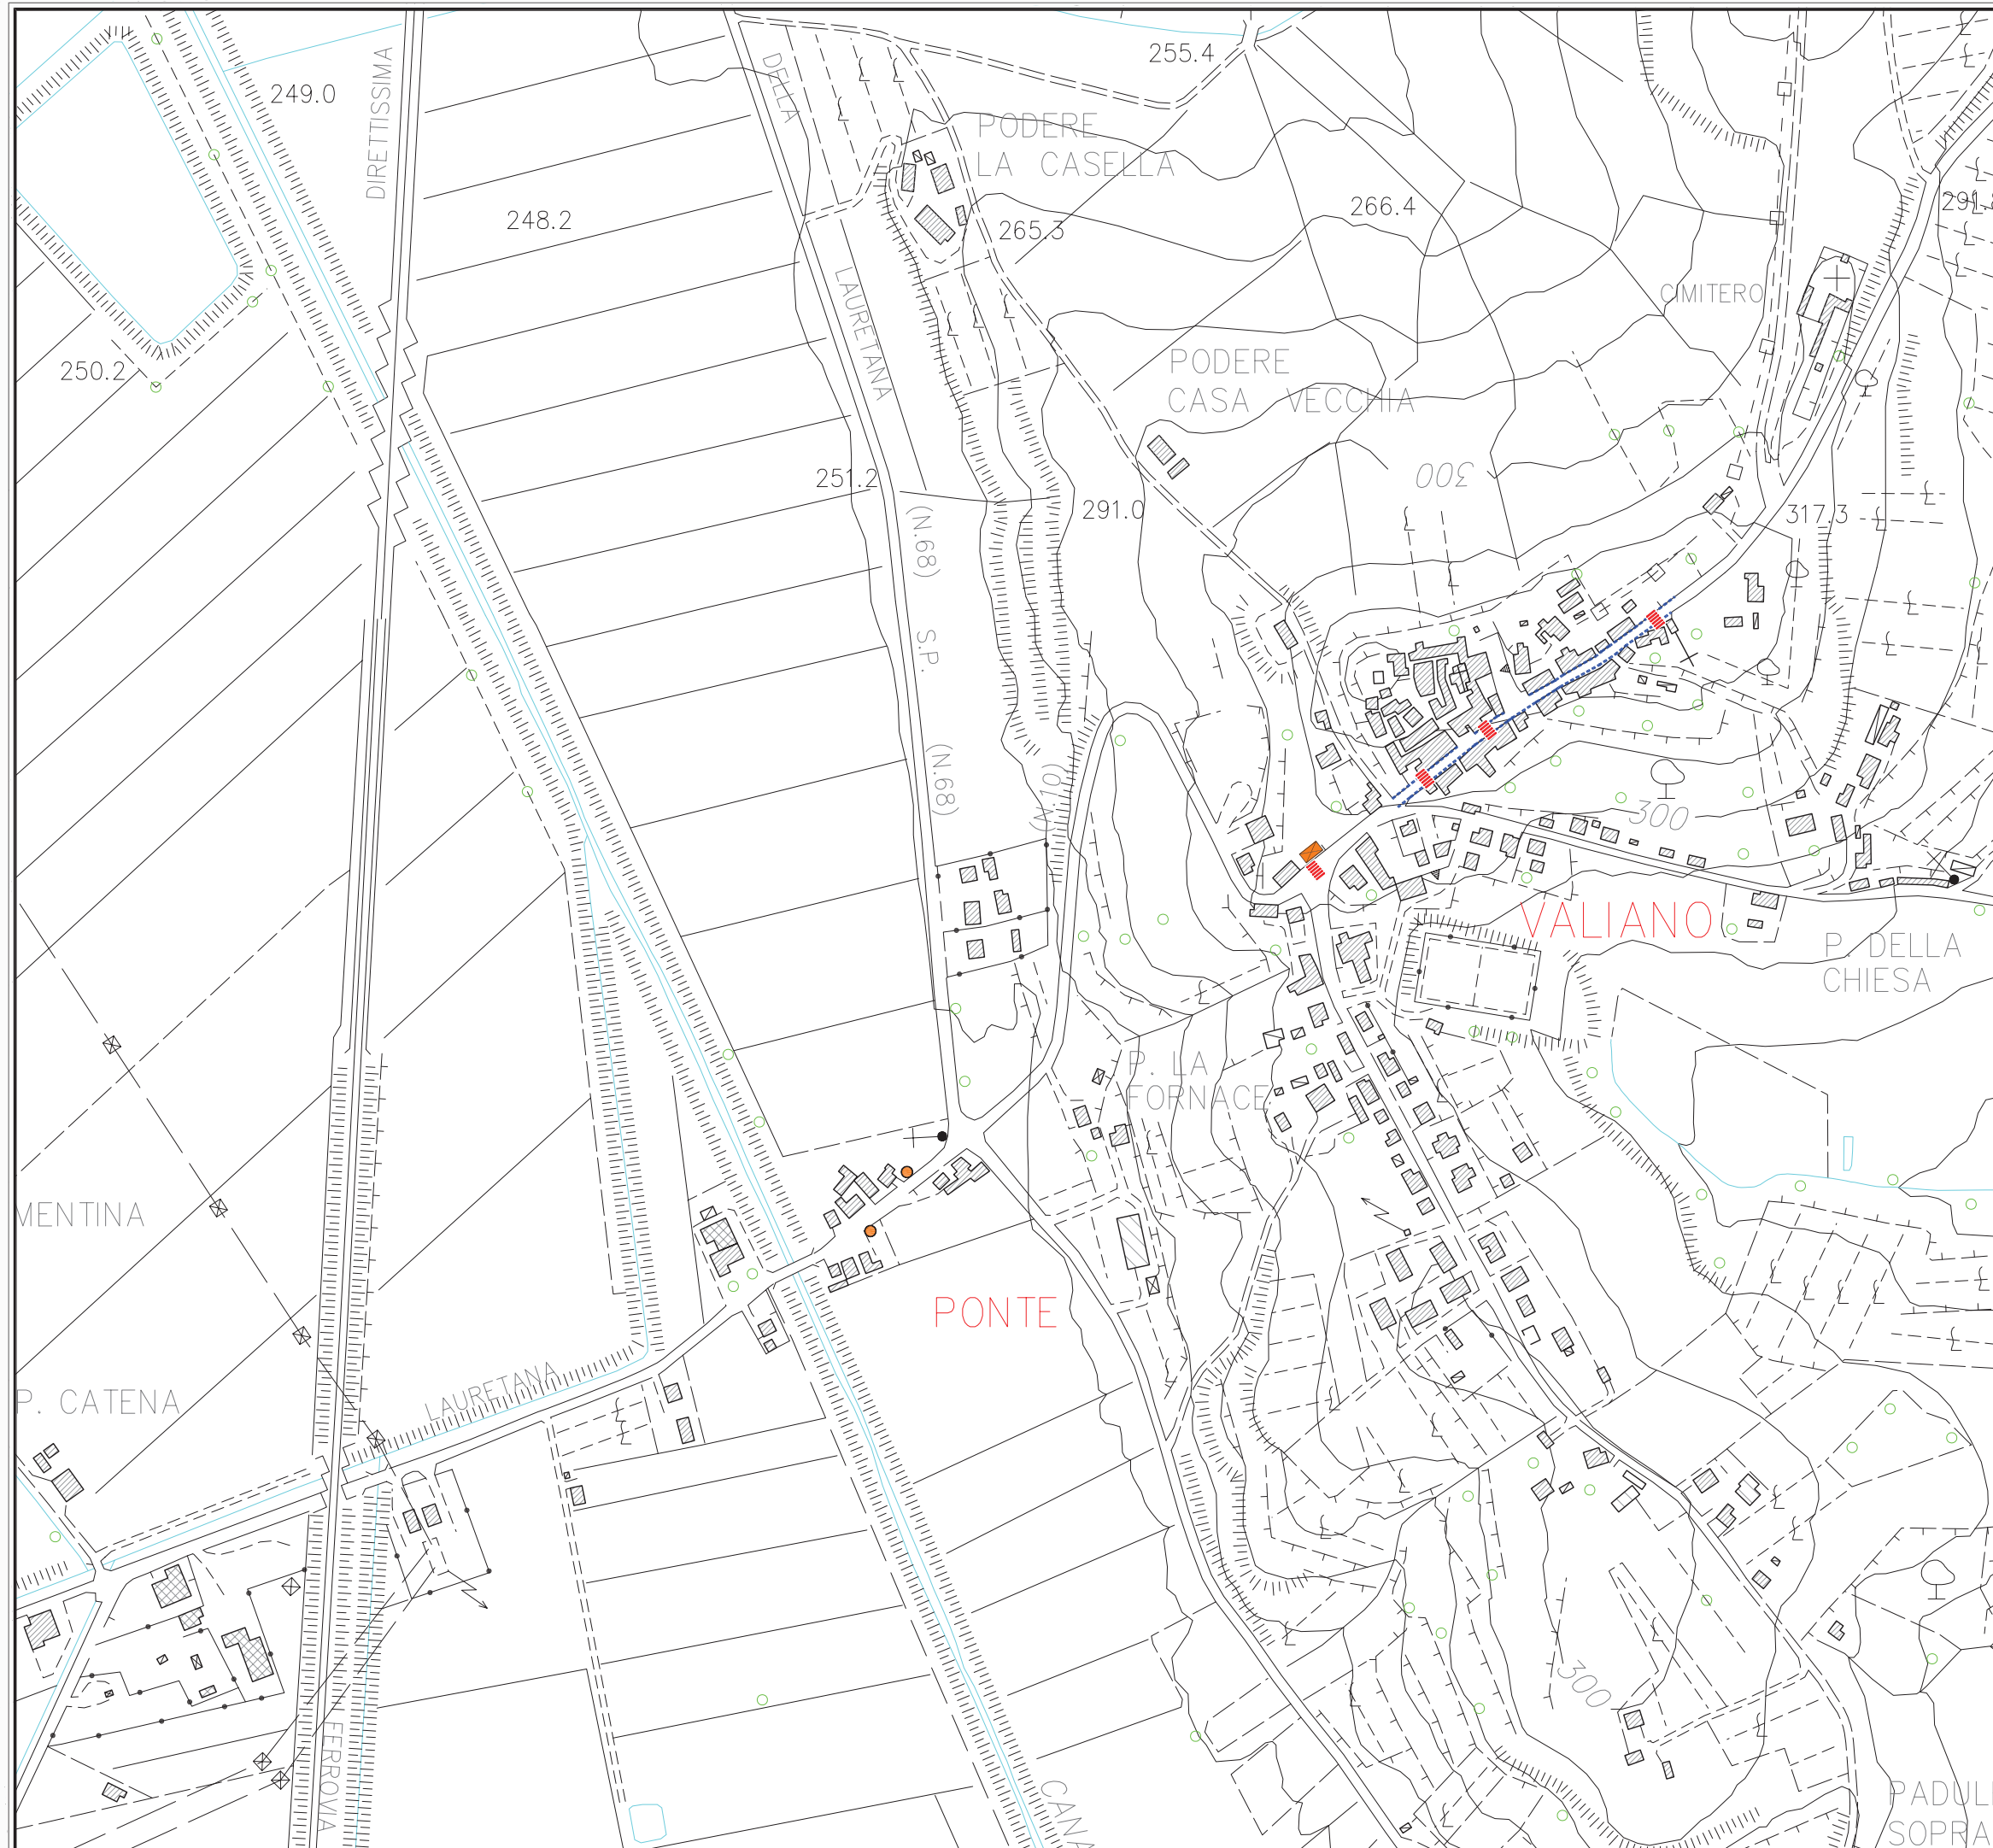 255.4
249.0
DIRETTISSIMA
DELLA
PODERE
LA CASELLA
248.2
265.3
266.4
CIMITERO
LAURETANA
250.2
PODERE
CASA VECCHIA
251.2
300
291.0
317.3
(N.68)
S.P.
(N.68)
300
VALIANO
P. DELLA
CHIESA
P. LA
FORNACE
MENTINA
PONTE
LAURETANA
P. CATENA
300
FERROVIA
CANA
PADUL
SOPRA